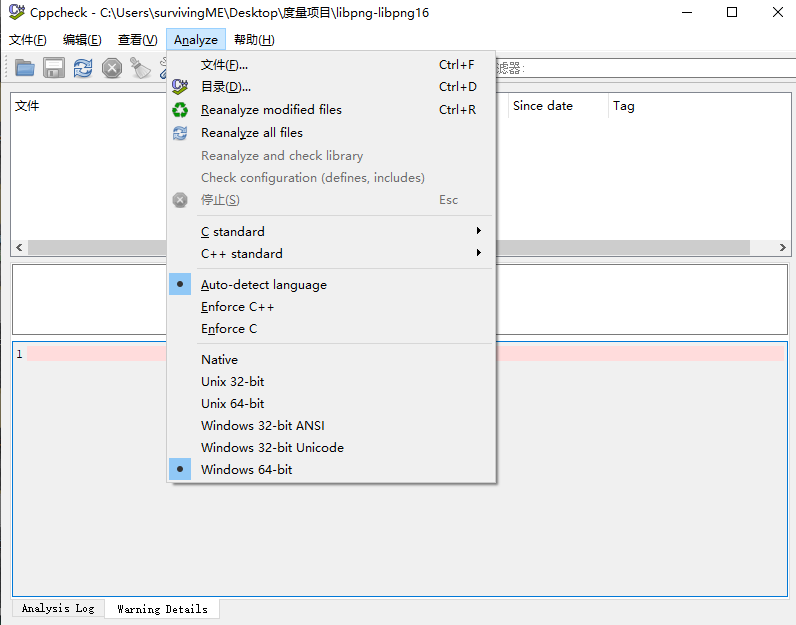 Cppcheck - C:\Users\survivingME\Desktop\度量项目\libpng-libpng16
文件(F) 编辑(E) 查看(V) Analyze 帮助(H)
滤器:
文件 Since date Tag
文件(F)... Ctrl+F
目录(D)... Ctrl+D
Reanalyze modified files Ctrl+R
Reanalyze all files
Reanalyze and check library
Check configuration (defines, includes)
停止(S) Esc
C standard
C++ standard
Auto-detect language
Enforce C++
Enforce C
1
Native
Unix 32-bit
Unix 64-bit
Windows 32-bit ANSI
Windows 32-bit Unicode
Windows 64-bit
Analysis Log Warning Details